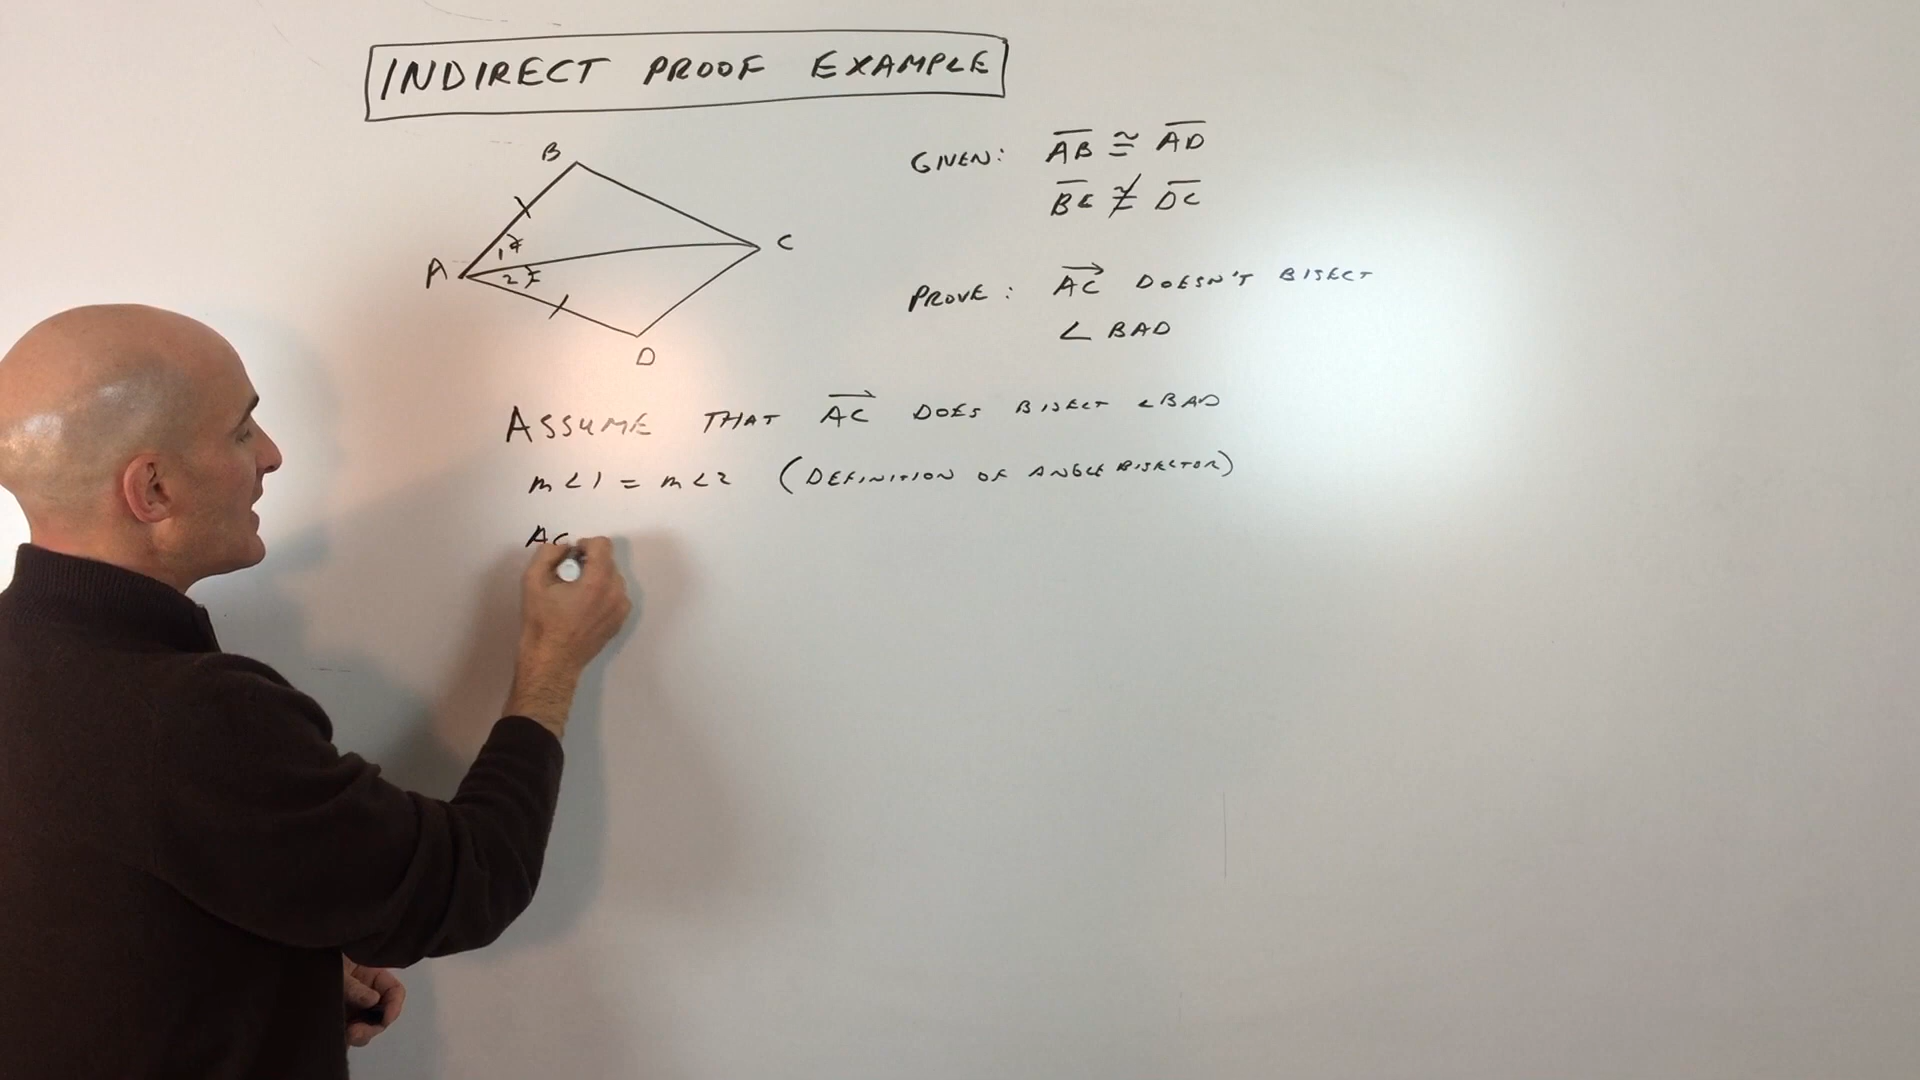 INDIRECT PROOF EXAMPLE
B
A
C
D
1
2
GIVEN: AB ≅ AD
BC ≇ DC
PROVE: AC DOESN'T BISECT
∠BAD
ASSUME THAT AC DOES BISECT ∠BAD
m∠1 = m∠2 (DEFINITION OF ANGLE BISECTOR)
AC